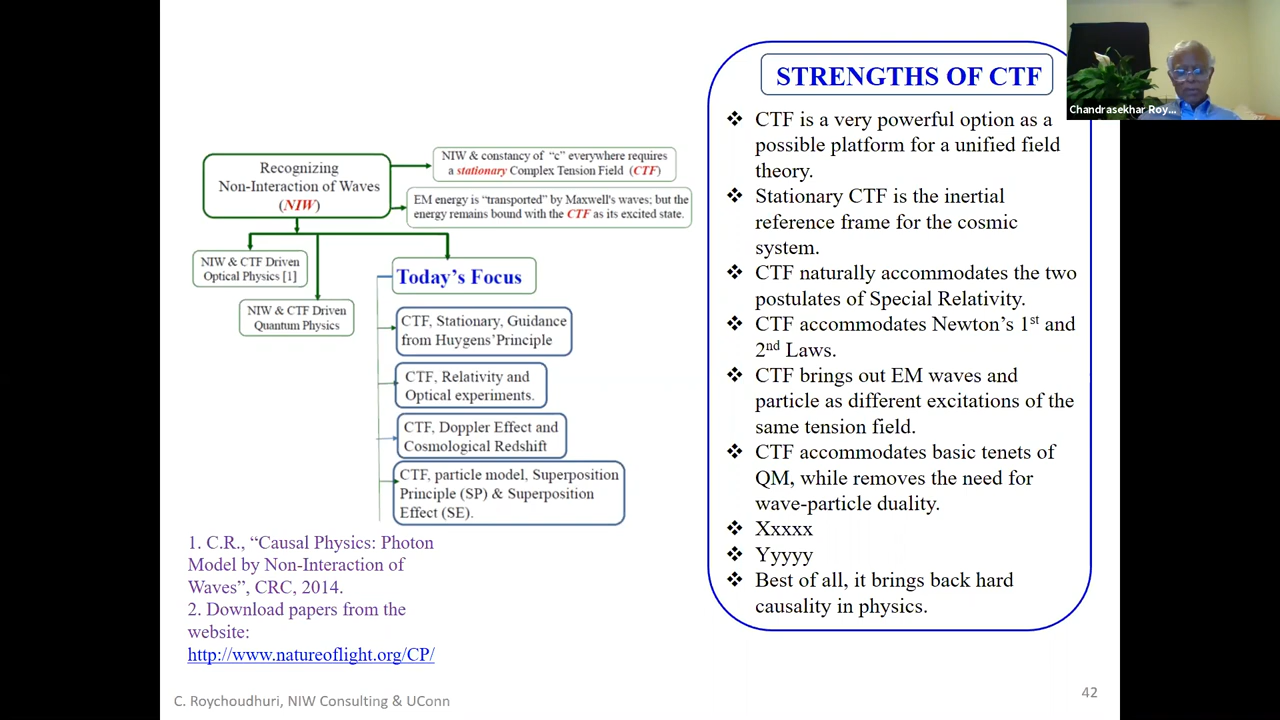 Recognizing
Non-Interaction of Waves
(NIW)
NIW & constancy of "c" everywhere requires
a stationary Complex Tension Field (CTF)
EM energy is "transported" by Maxwell's waves; but the
energy remains bound with the CTF as its excited state.
NIW & CTF Driven
Optical Physics [1]
NIW & CTF Driven
Quantum Physics
Today's Focus
CTF, Stationary, Guidance
from Huygens'Principle
CTF, Relativity and
Optical experiments.
CTF, Doppler Effect and
Cosmological Redshift
CTF, particle model, Superposition
Principle (SP) & Superposition
Effect (SE).
1. C.R., "Causal Physics: Photon
Model by Non-Interaction of
Waves", CRC, 2014.
2. Download papers from the
website:
http://www.natureoflight.org/CP/
STRENGTHS OF CTF
❖ CTF is a very powerful option as a
possible platform for a unified field
theory.
❖ Stationary CTF is the inertial
reference frame for the cosmic
system.
❖ CTF naturally accommodates the two
postulates of Special Relativity.
❖ CTF accommodates Newton's 1st and
2nd Laws.
❖ CTF brings out EM waves and
particle as different excitations of the
same tension field.
❖ CTF accommodates basic tenets of
QM, while removes the need for
wave-particle duality.
❖ Xxxxx
❖ Yyyyy
❖ Best of all, it brings back hard
causality in physics.
Chandrasekhar Roy...
C. Roychoudhuri, NIW Consulting & UConn
42